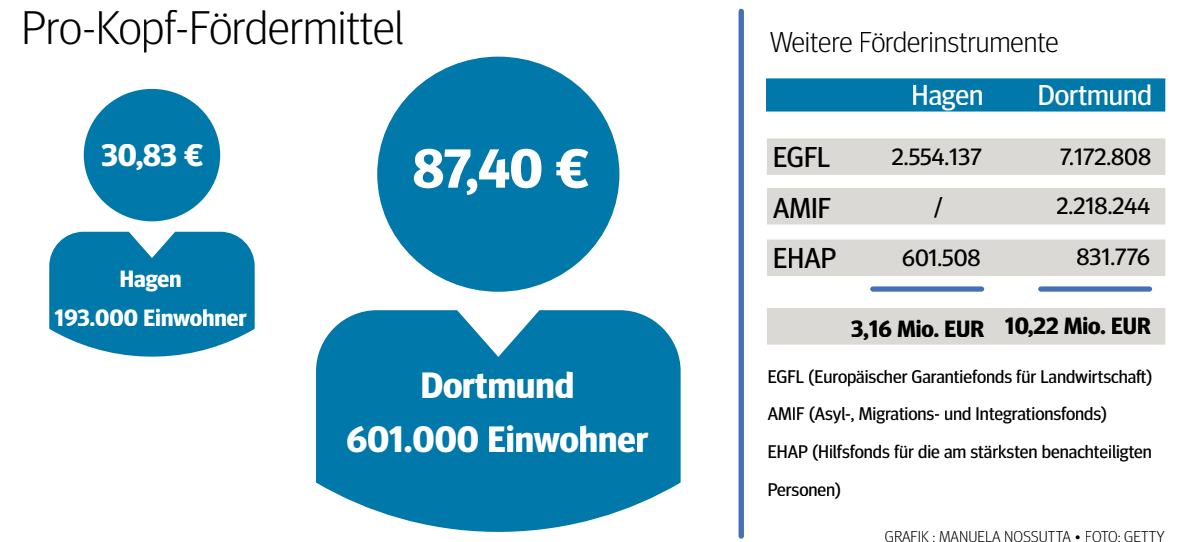 Pro-Kopf-Fördermittel
30,83 €
Hagen
193.000 Einwohner
87,40 €
Dortmund
601.000 Einwohner
Weitere Förderinstrumente
Hagen Dortmund
EGFL 2.554.137 7.172.808
AMIF / 2.218.244
EHAP 601.508 831.776
3,16 Mio. EUR 10,22 Mio. EUR
EGFL (Europäischer Garantiefonds für Landwirtschaft)
AMIF (Asyl-, Migrations- und Integrationsfonds)
EHAP (Hilfsfonds für die am stärksten benachteiligten
Personen)
GRAFIK : MANUELA NOSSUTTA • FOTO: GETTY